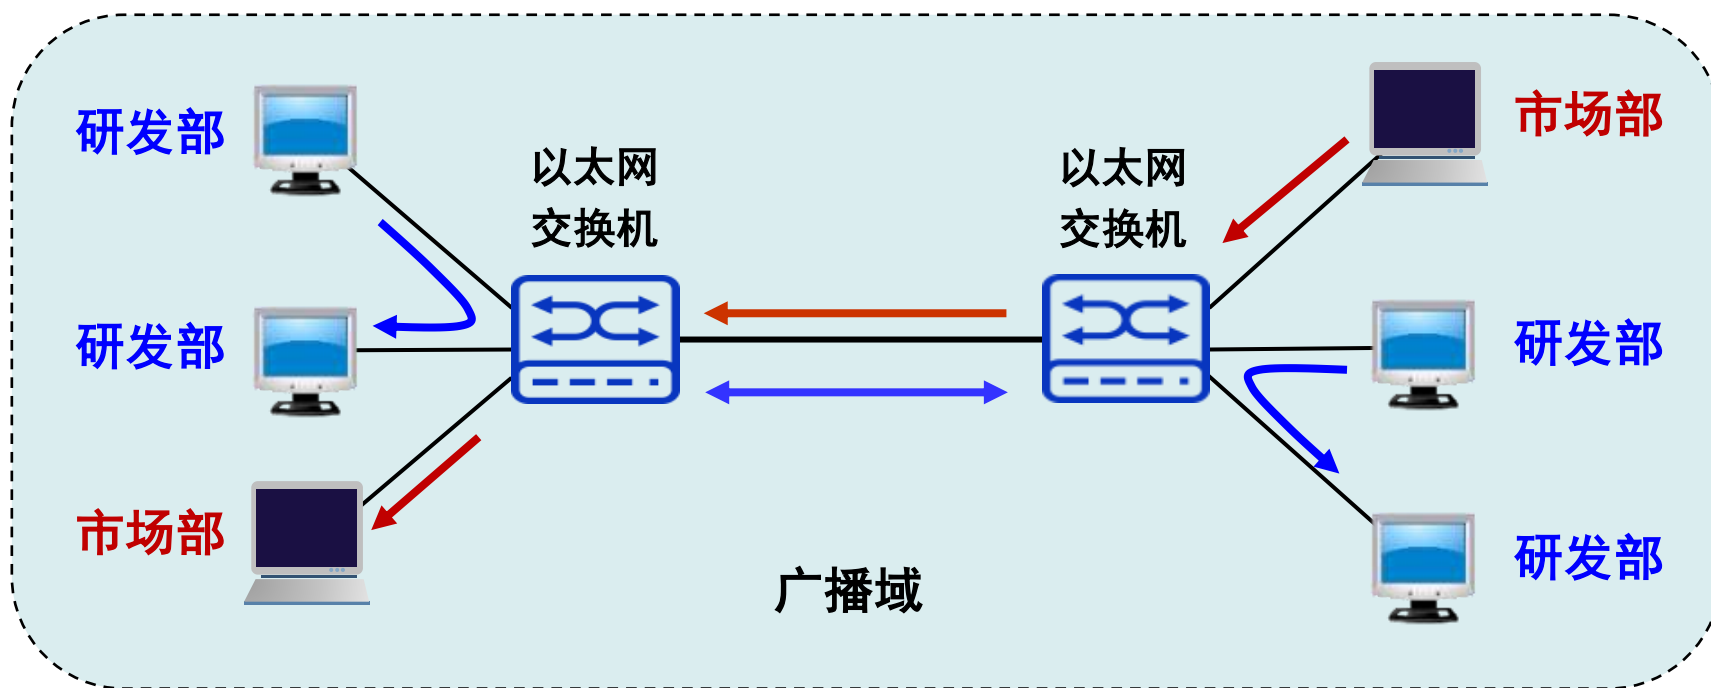 研发部
以太网
交换机
以太网
交换机
市场部
研发部
研发部
市场部
研发部
广播域